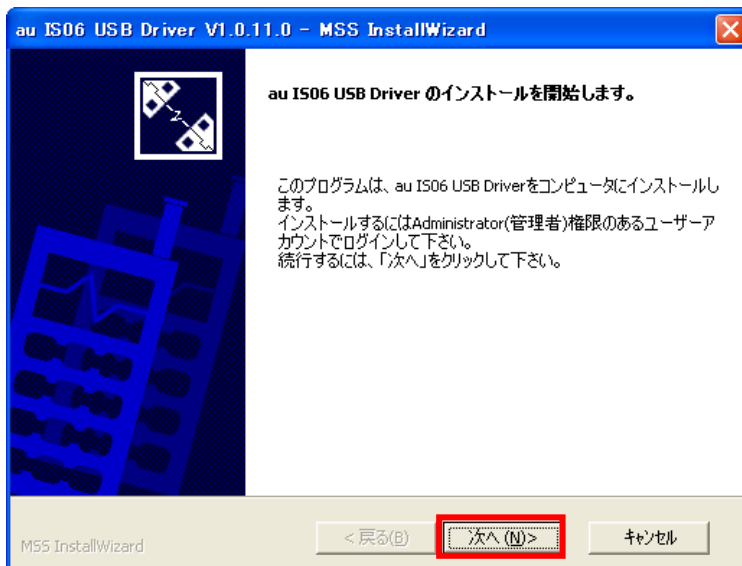 au IS06 USB Driver V1.0.11.0 - MSS InstallWizard
au IS06 USB Driver のインストールを開始します。
このプログラムは、au IS06 USB Driverをコンピュータにインストールし
ます。
インストールするにはAdministrator(管理者)権限のあるユーザーア
カウントでログインして下さい。
続行するには、「次へ」をクリックして下さい。
MSS InstallWizard
< 戻る(B)
次へ (N)>
キャンセル